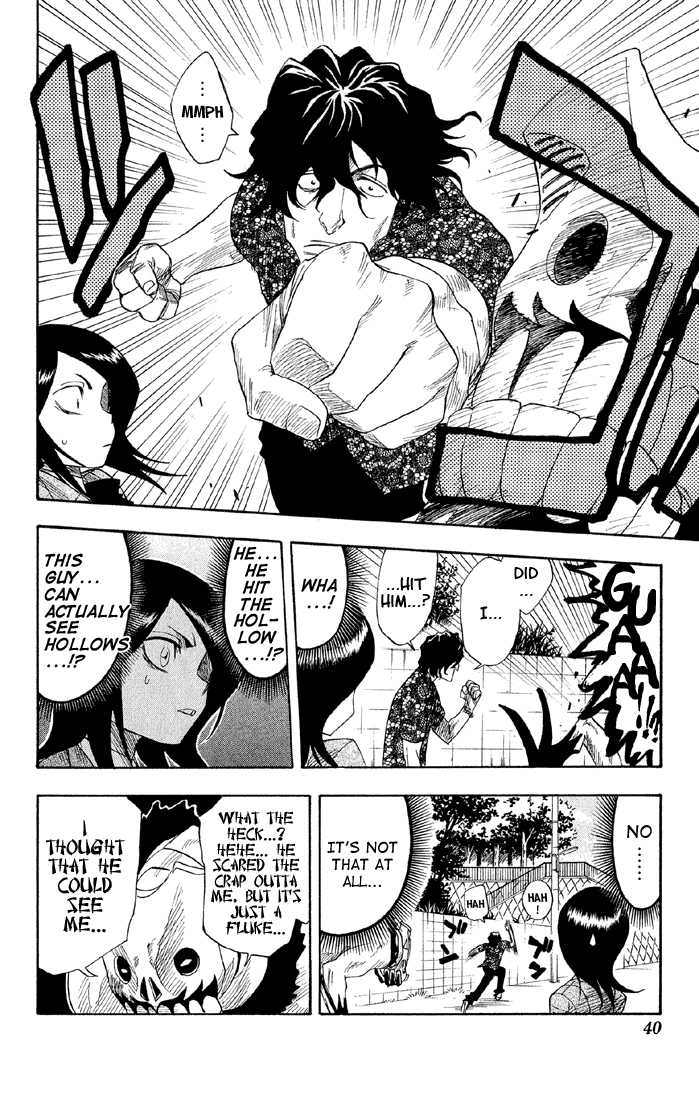 ......
MMPH
......
GUAAAAA!!!
DID
...
I...
...HIT
HIM...?
WHA
...!
HE...
HE
HIT
THE
HOL-
LOW
...!?
THIS
GUY...
CAN
ACTUALLY
SEE
HOLLOWS
...!?
NO
......
HAH
!
HAH
IT'S NOT
THAT AT
ALL...
WHAT THE
HECK...?
HEHE... HE
SCARED THE
CRAP OUTTA
ME, BUT IT'S
JUST A
FLUKE...
I
THOUGHT
THAT HE
COULD
SEE
ME...
40